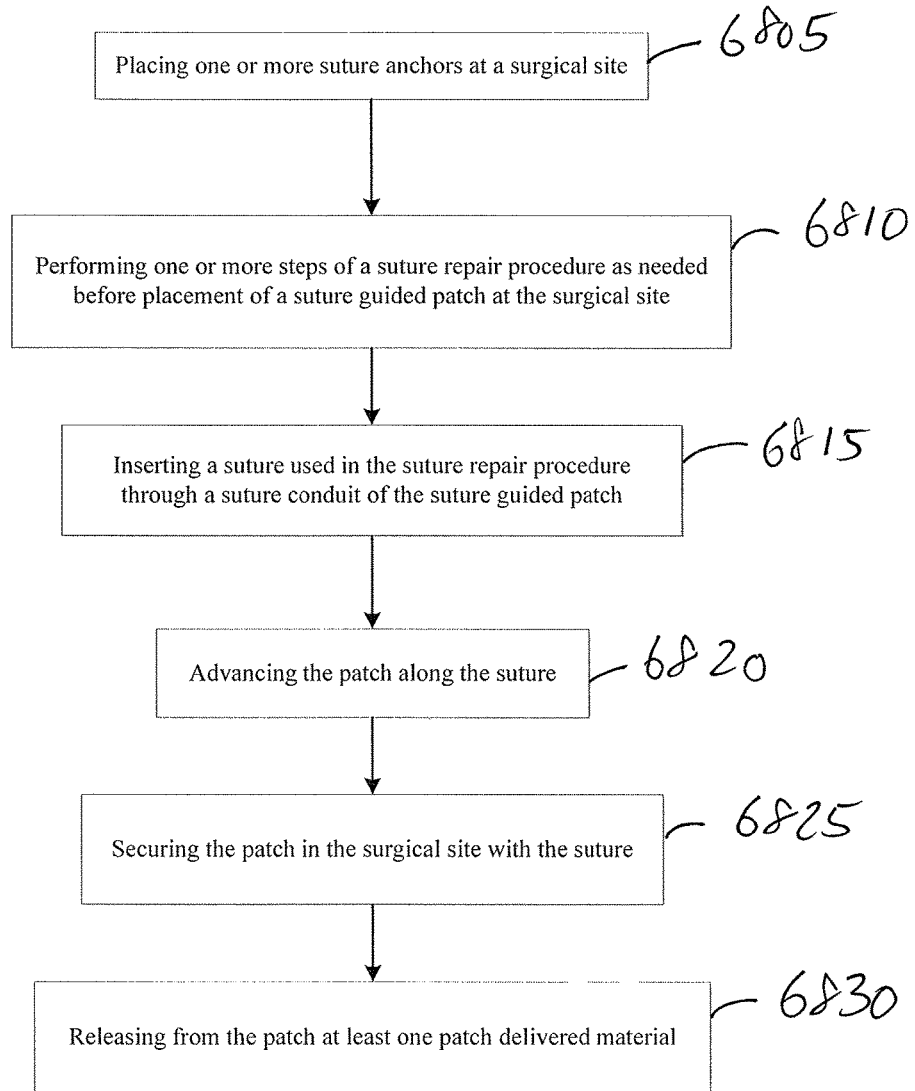 6805
Placing one or more suture anchors at a surgical site
6810
Performing one or more steps of a suture repair procedure as needed
before placement of a suture guided patch at the surgical site
6815
Inserting a suture used in the suture repair procedure
through a suture conduit of the suture guided patch
6820
Advancing the patch along the suture
6825
Securing the patch in the surgical site with the suture
6830
Releasing from the patch at least one patch delivered material